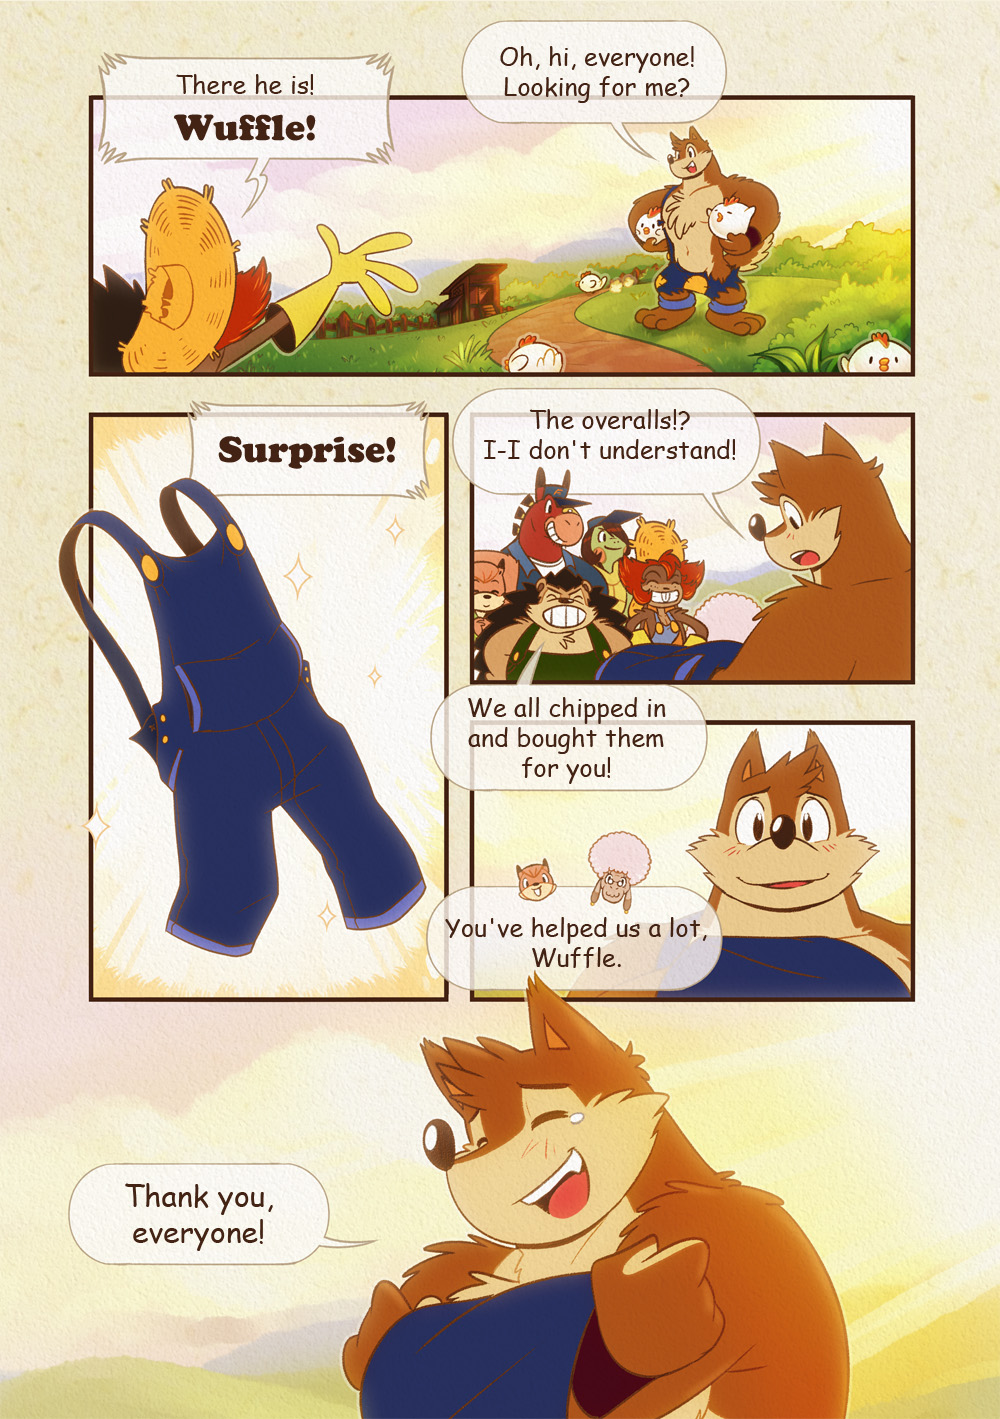 There he is!
Wuffle!
Oh, hi, everyone!
Looking for me?
Surprise!
The overalls!?
I-I don't understand!
We all chipped in
and bought them
for you!
You've helped us a lot,
Wuffle.
Thank you,
everyone!